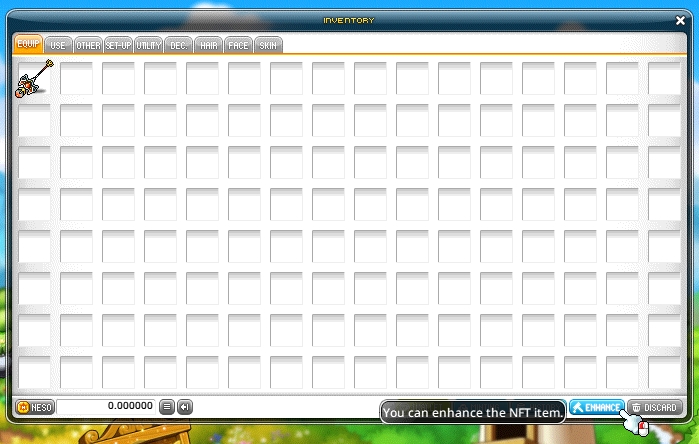 INVENTORY
EQUIP USE OTHER SET-UP UTILITY DEC. HAIR FACE SKIN
NESO 0.000000 You can enhance the NFT item. ENHANCE DISCARD